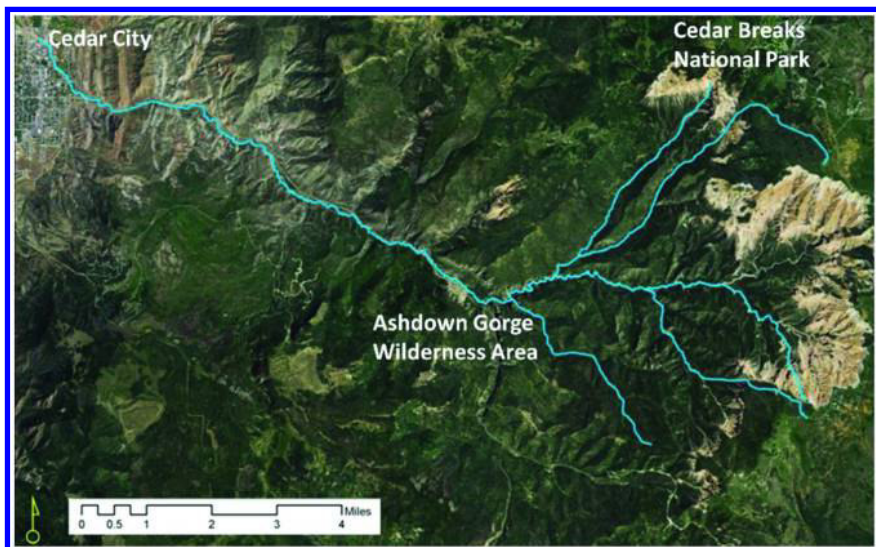 Cedar City
Cedar Breaks
National Park
Ashdown Gorge
Wilderness Area
Miles
0 0.5 1 2 3 4